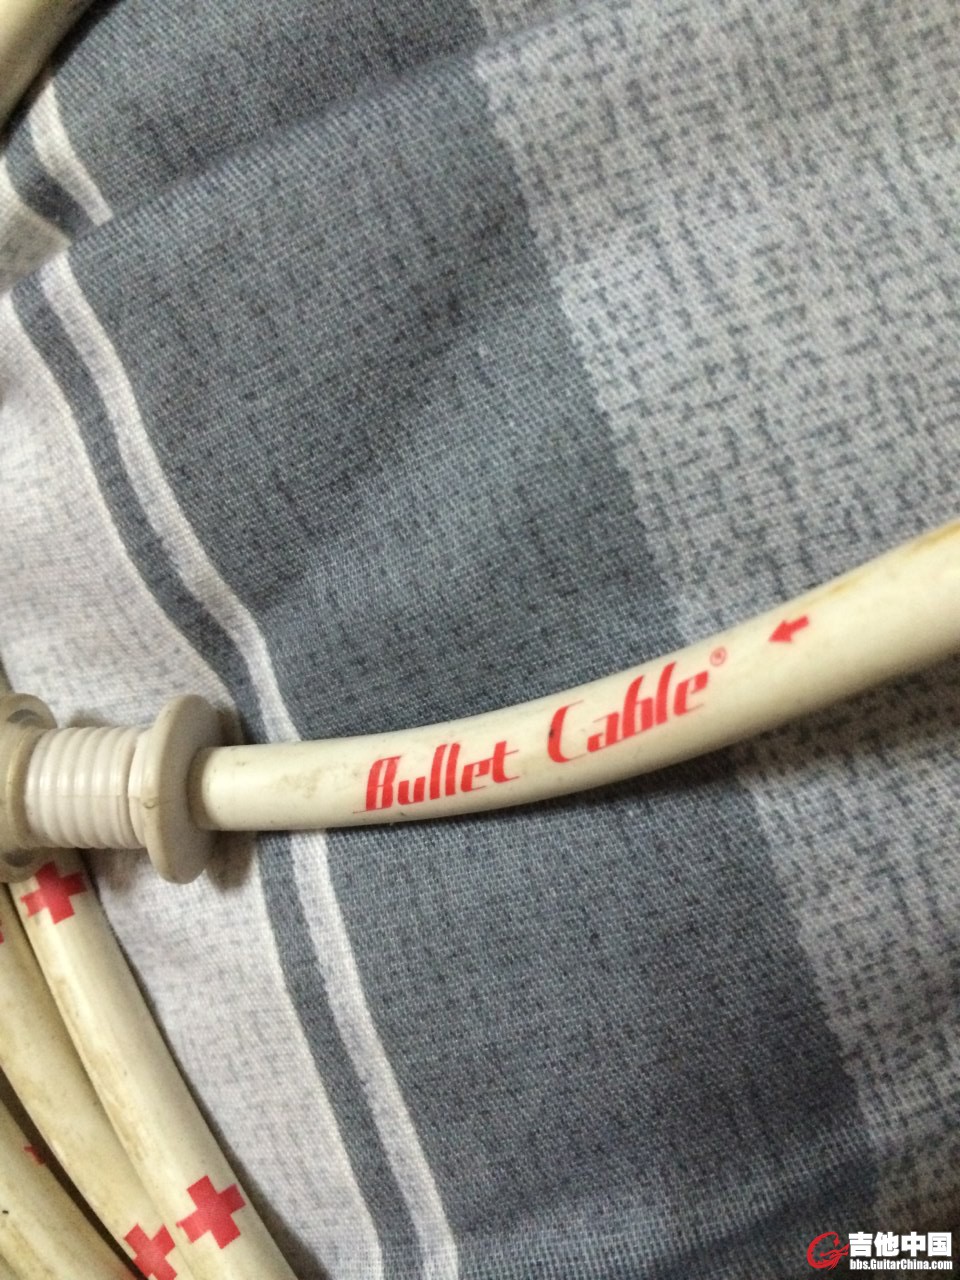 Bullet Cable®
吉他中国
bbs.GuitarChina.com